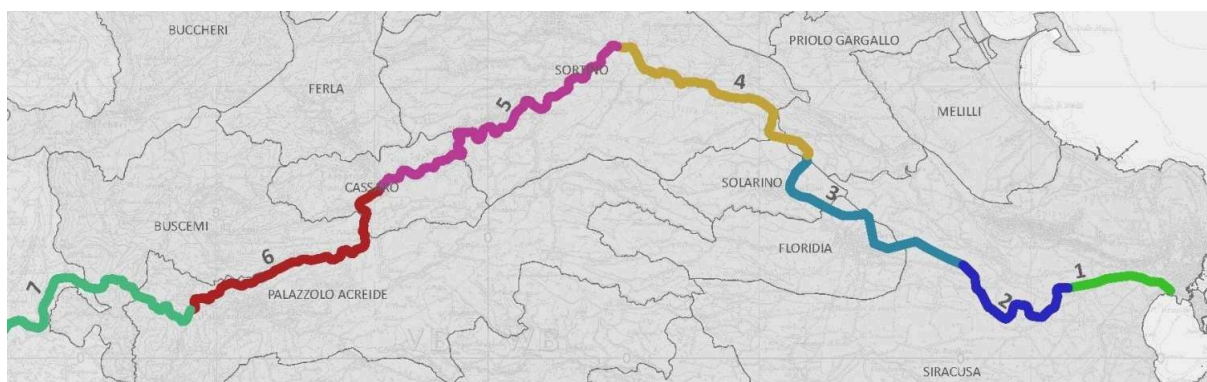 BUCCHERI
PRIOLO GARGALLO
SORTINO
FERLA
4
5
MELILLI
SOLARINO
CASSARO
3
BUSCEMI
FLORIDIA
6
1
7
PALAZZOLO ACREIDE
2
SIRACUSA